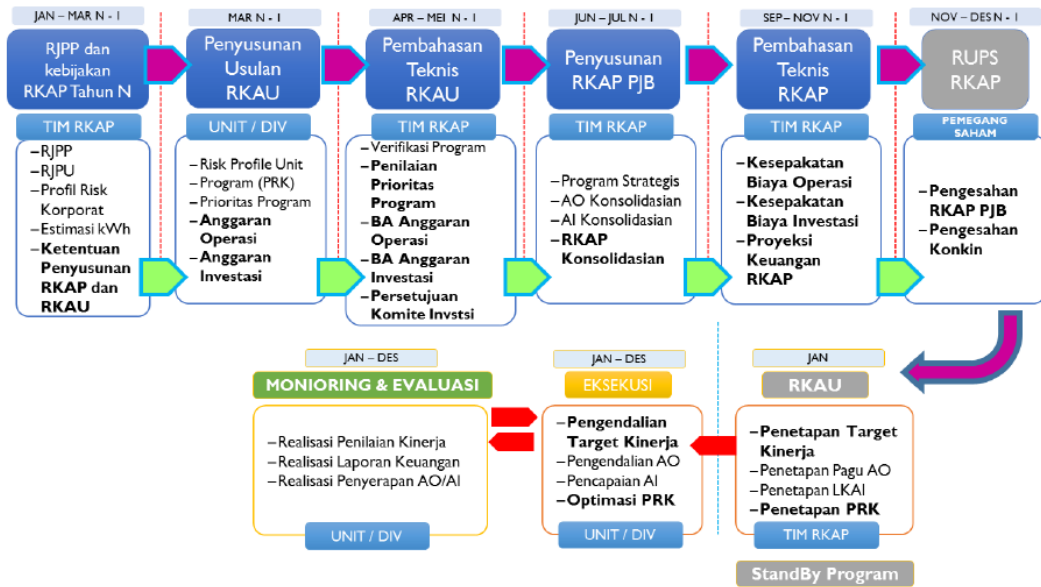 JAN – MAR N - 1
RJPP dan
kebijakan
RKAP Tahun N
TIM RKAP
–RJPP
–RJPU
–Profil Risk
Korporat
–Estimasi kWh
–Ketentuan
Penyusunan
RKAP dan
RKAU
MAR N - 1
Penyusunan
Usulan
RKAU
UNIT / DIV
–Risk Profile Unit
–Program (PRK)
–Prioritas Program
–Anggaran
Operasi
–Anggaran
Investasi
APR – MEI N - 1
Pembahasan
Teknis
RKAU
TIM RKAP
–Verifikasi Program
–Penilaian
Prioritas
Program
–BA Anggaran
Operasi
–BA Anggaran
Investasi
–Persetujuan
Komite Invstsi
JUN – JUL N - 1
Penyusunan
RKAP PJB
TIM RKAP
–Program Strategis
–AO Konsolidasian
–AI Konsolidasian
–RKAP
Konsolidasian
SEP– NOV N - 1
Pembahasan
Teknis
RKAP
TIM RKAP
–Kesepakatan
Biaya Operasi
–Kesepakatan
Biaya Investasi
–Proyeksi
Keuangan
RKAP
NOV – DES N - 1
RUPS
RKAP
PEMEGANG
SAHAM
–Pengesahan
RKAP PJB
–Pengesahan
Konkin
JAN – DES
MONIORING & EVALUASI
–Realisasi Penilaian Kinerja
–Realisasi Laporan Keuangan
–Realisasi Penyerapan AO/AI
UNIT / DIV
JAN – DES
EKSEKUSI
–Pengendalian
Target Kinerja
–Pengendalian AO
–Pencapaian AI
–Optimasi PRK
UNIT / DIV
JAN
RKAU
–Penetapan Target
Kinerja
–Penetapan Pagu AO
–Penetapan LKAI
–Penetapan PRK
TIM RKAP
StandBy Program